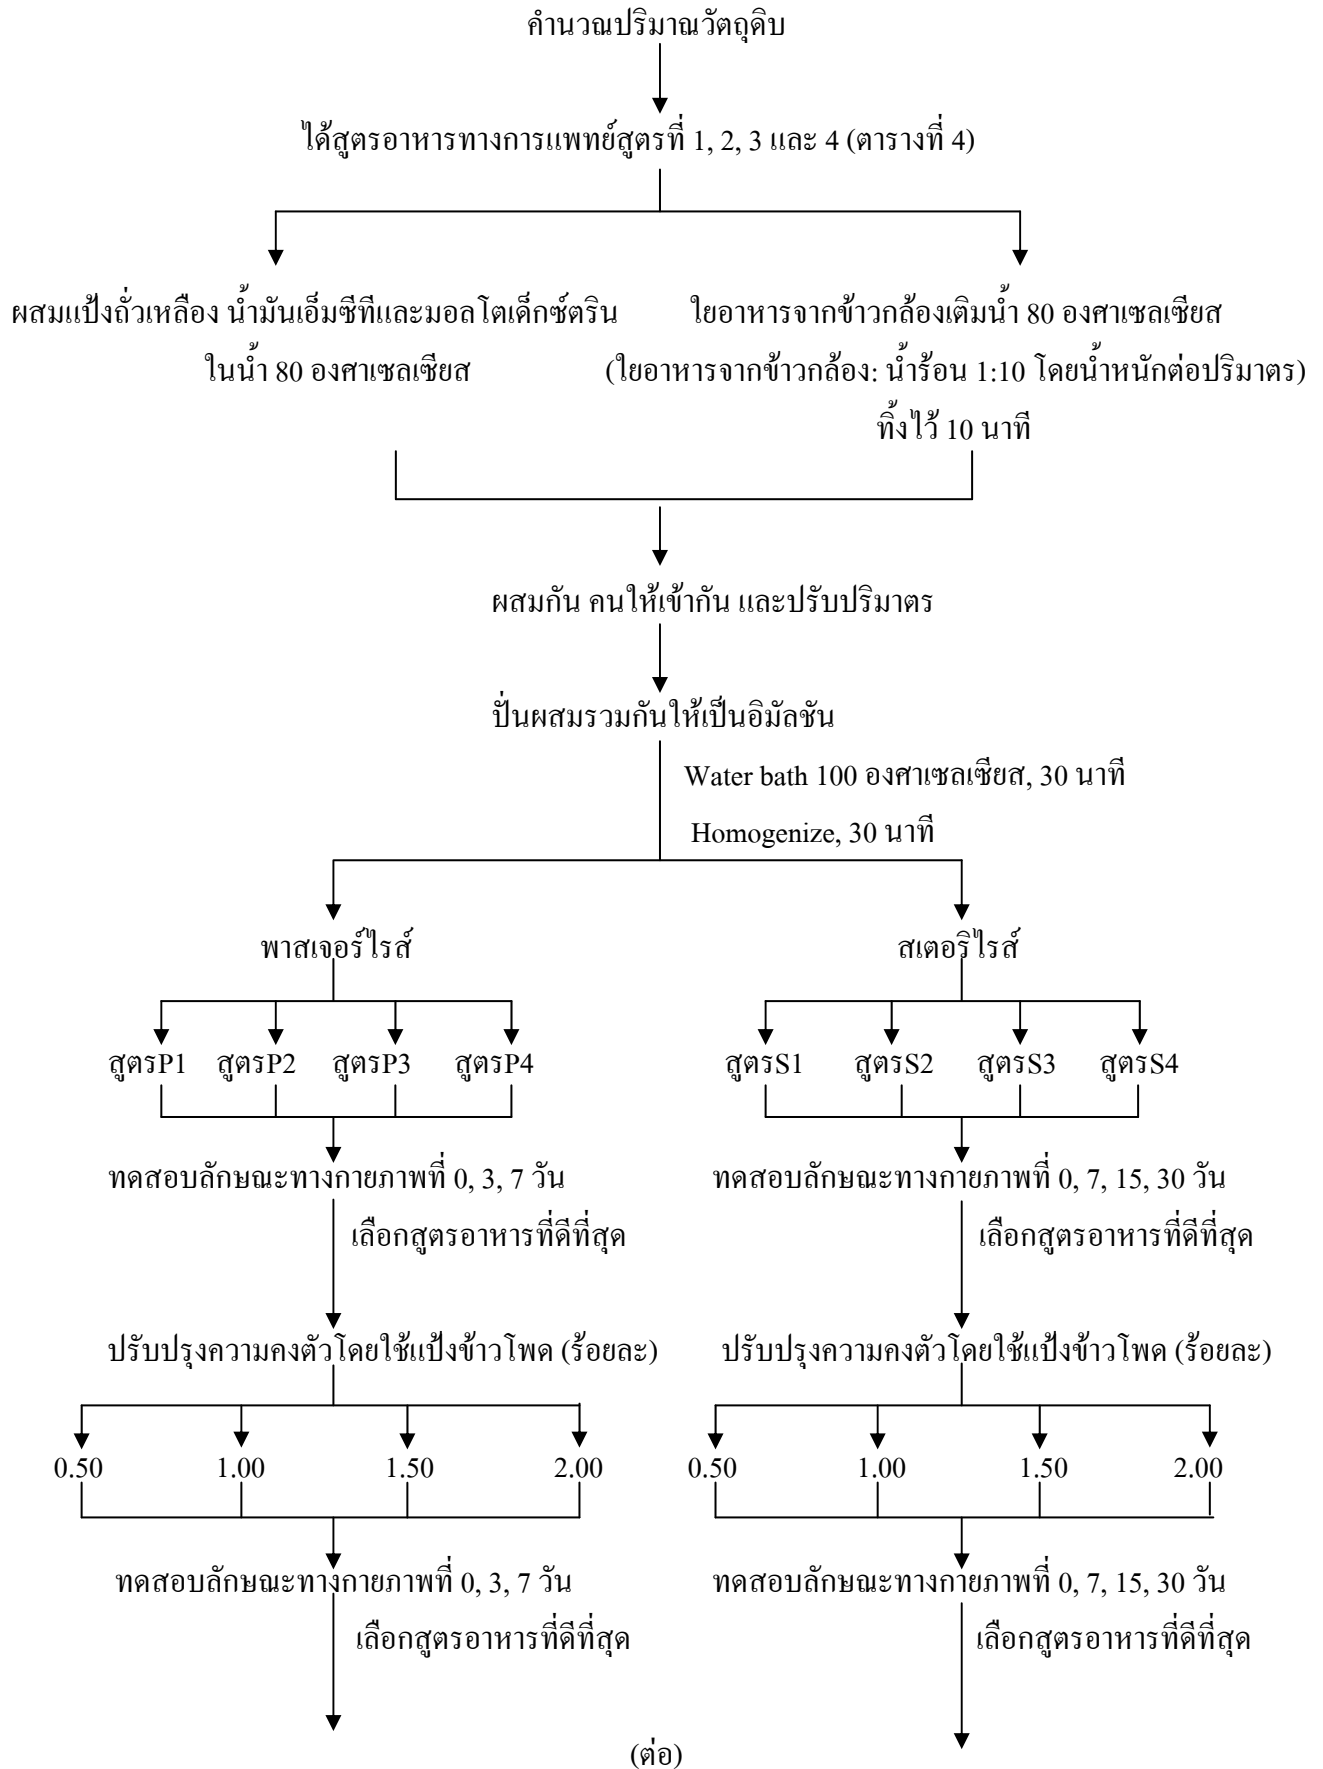 คำนวณปริมาณวัตถุดิบ
ได้สูตรอาหารทางการแพทย์สูตรที่ 1, 2, 3 และ 4 (ตารางที่ 4)
ผสมแป้งถั่วเหลือง น้ำมันเอ็มซีทีและมอลโตเด็กซ์ตริน
ในน้ำ 80 องศาเซลเซียส
ใยอาหารจากข้าวกล้องเติมน้ำ 80 องศาเซลเซียส
(ใยอาหารจากข้าวกล้อง: น้ำร้อน 1:10 โดยน้ำหนักต่อปริมาตร)
ทิ้งไว้ 10 นาที
ผสมกัน คนให้เข้ากัน และปรับปริมาตร
ปั่นผสมรวมกันให้เป็นอิมัลชัน
Water bath 100 องศาเซลเซียส, 30 นาที
Homogenize, 30 นาที
พาสเจอร์ไรส์ สเตอริไรส์
สูตรP1 สูตรP2 สูตรP3 สูตรP4 สูตรS1 สูตรS2 สูตรS3 สูตรS4
ทดสอบลักษณะทางกายภาพที่ 0, 3, 7 วัน ทดสอบลักษณะทางกายภาพที่ 0, 7, 15, 30 วัน
เลือกสูตรอาหารที่ดีที่สุด เลือกสูตรอาหารที่ดีที่สุด
ปรับปรุงความคงตัวโดยใช้แป้งข้าวโพด (ร้อยละ) ปรับปรุงความคงตัวโดยใช้แป้งข้าวโพด (ร้อยละ)
0.50 1.00 1.50 2.00 0.50 1.00 1.50 2.00
ทดสอบลักษณะทางกายภาพที่ 0, 3, 7 วัน ทดสอบลักษณะทางกายภาพที่ 0, 7, 15, 30 วัน
เลือกสูตรอาหารที่ดีที่สุด เลือกสูตรอาหารที่ดีที่สุด
(ต่อ)